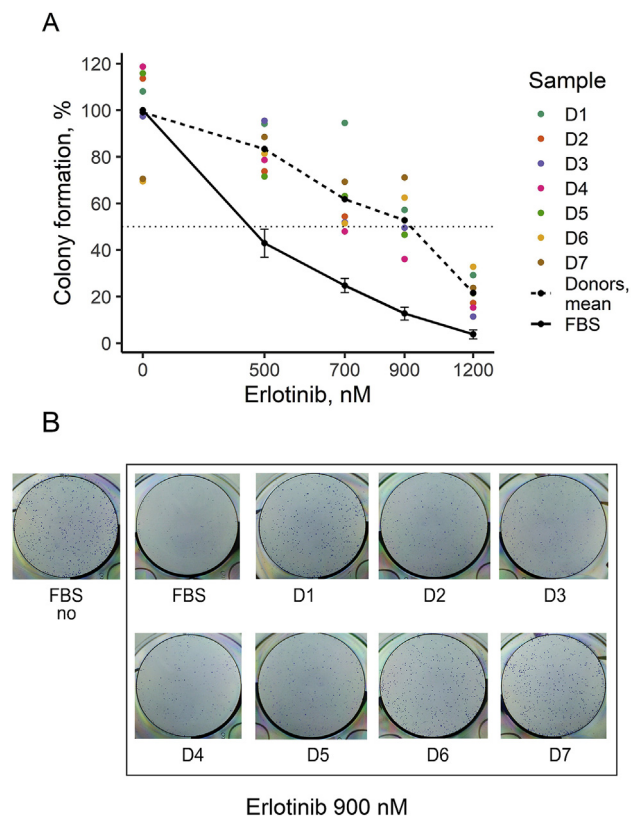 A
Colony formation, %
120
100
80
60
40
20
0
0
500
700
900
1200
Erlotinib, nM
Sample
D1
D2
D3
D4
D5
D6
D7
Donors,
mean
FBS
B
FBS
no
FBS
D1
D2
D3
D4
D5
D6
D7
Erlotinib 900 nM